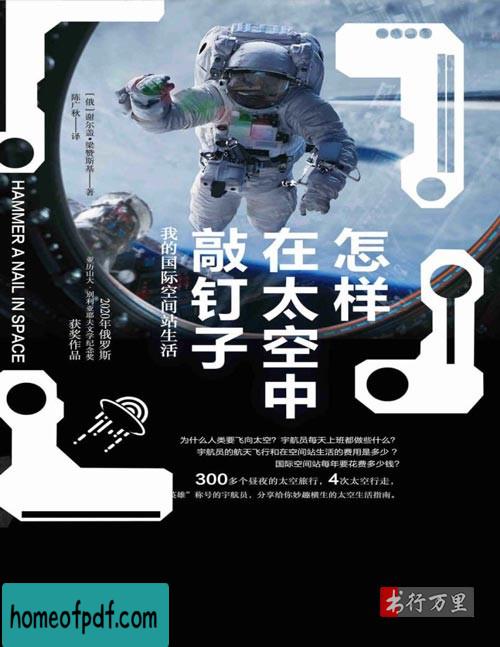 [俄]谢尔盖·梁赞斯基——著
陈广秋——译
HAMMER A NAIL IN SPACE
怎样
在太空中
敲钉子
我的国际空间站生活
2020年俄罗斯
亚历山大·别利亚耶夫文学纪念奖
获奖作品
为什么人类要飞向太空？宇航员每天上班都做些什么？
宇航员的航天飞行和在空间站生活的费用是多少？
国际空间站每年要花费多少钱？
300多个昼夜的太空旅行，4次太空行走，
英雄”称号的宇航员，分享给你妙趣横生的太空生活指南。
书行万里
homeofpdf.com